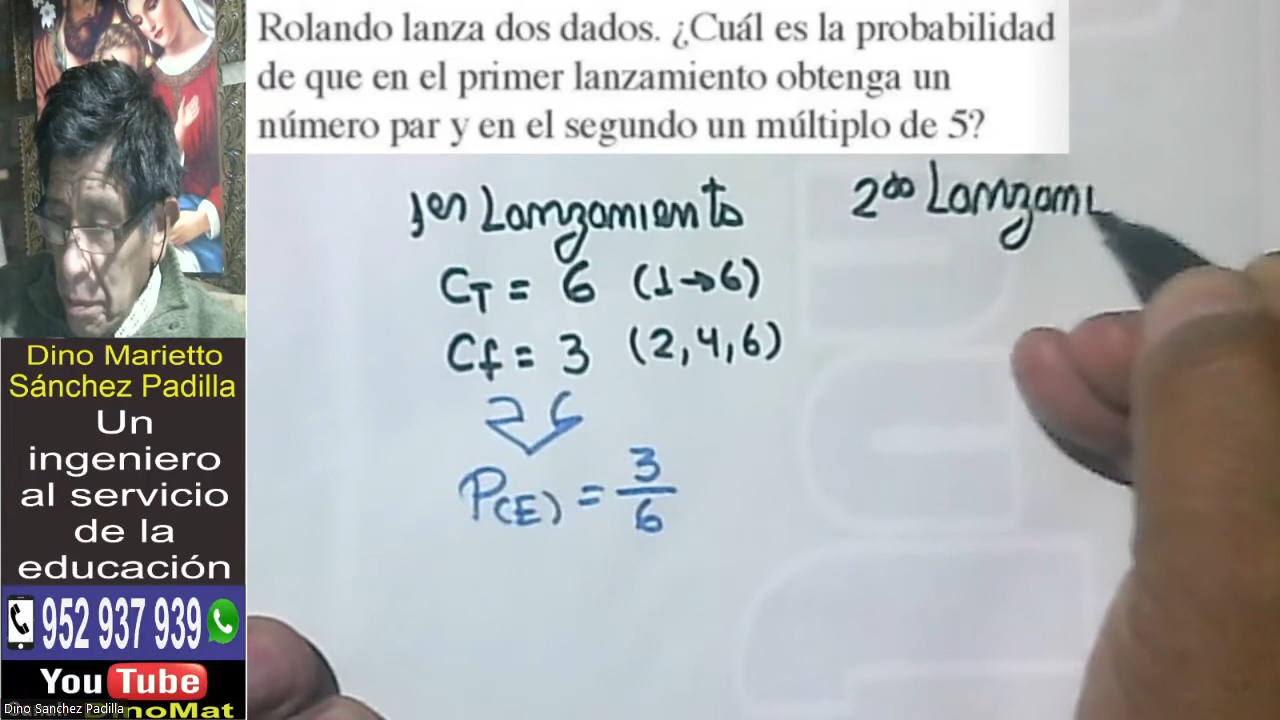 Rolando lanza dos dados. ¿Cuál es la probabilidad
de que en el primer lanzamiento obtenga un
número par y en el segundo un múltiplo de 5?
1er Lanzamiento
CT = 6 (1→6)
Cf = 3 (2,4,6)
P(E) = 3/6
2do Lanzami
Dino Marietto
Sánchez Padilla
Un
ingeniero
al servicio
de la
educación
952 937 939
You Tube
Dino Sanchez Padilla
DinoMat